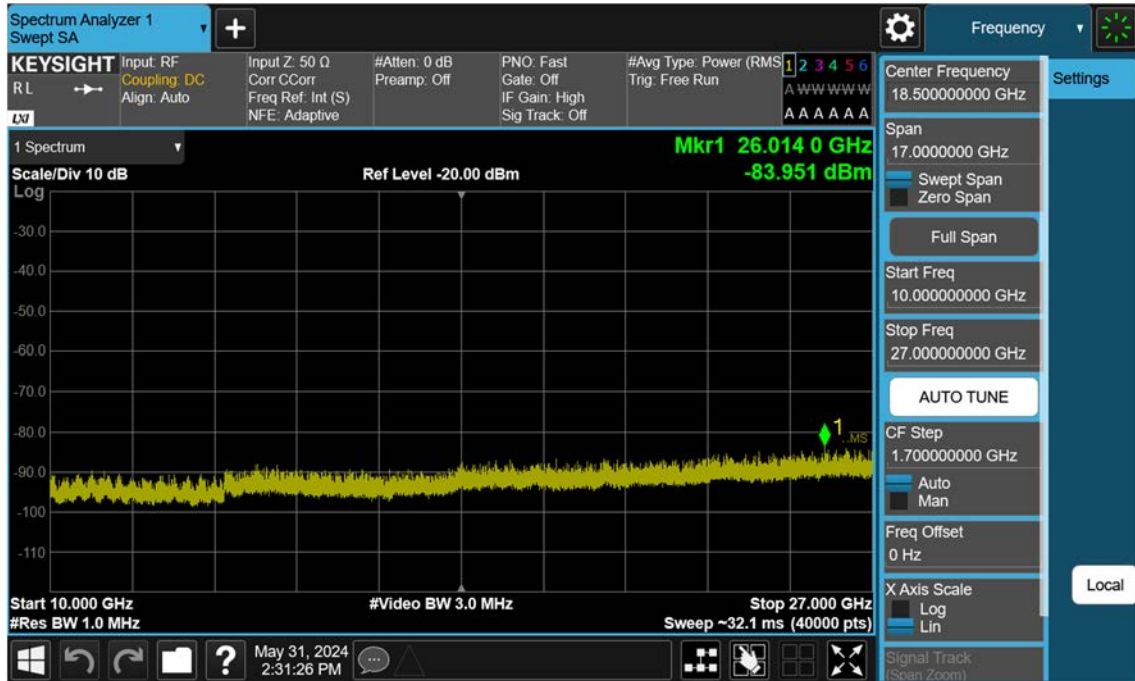 Spectrum Analyzer 1
Swept SA
Frequency
KEYSIGHT
R L
LXI
Input: RF
Coupling: DC
Align: Auto
Input Z: 50 Ω
Corr CCorr
Freq Ref: Int (S)
NFE: Adaptive
#Atten: 0 dB
Preamp: Off
PNO: Fast
Gate: Off
IF Gain: High
Sig Track: Off
#Avg Type: Power (RMS
Trig: Free Run
1 2 3 4 5 6
A W W W W W
A A A A A A
1 Spectrum
Mkr1 26.014 0 GHz
Scale/Div 10 dB
Ref Level -20.00 dBm
-83.951 dBm
Log
-30.0
-40.0
-50.0
-60.0
-70.0
-80.0
-90.0
-100
-110
1
Start 10.000 GHz
#Video BW 3.0 MHz
Stop 27.000 GHz
#Res BW 1.0 MHz
Sweep ~32.1 ms (40000 pts)
May 31, 2024
2:31:26 PM
Center Frequency
18.500000000 GHz
Settings
Span
17.0000000 GHz
Swept Span
Zero Span
Full Span
Start Freq
10.000000000 GHz
Stop Freq
27.000000000 GHz
AUTO TUNE
CF Step
1.700000000 GHz
Auto
Man
Freq Offset
0 Hz
X Axis Scale
Log
Lin
Local
Signal Track
(Span Zoom)